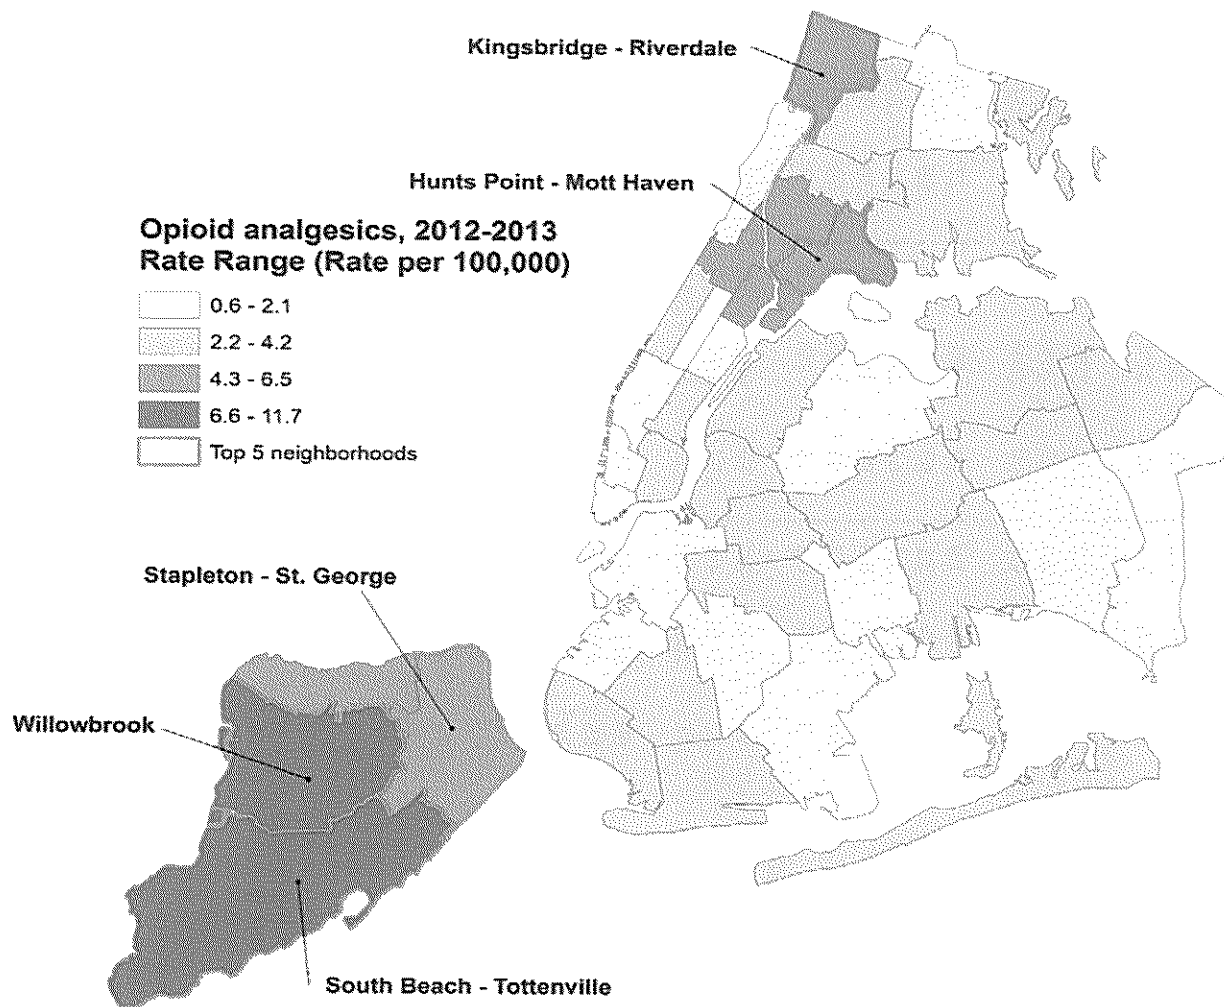 Kingsbridge - Riverdale
Hunts Point - Mott Haven
Opioid analgesics, 2012-2013
Rate Range (Rate per 100,000)
0.6 - 2.1
2.2 - 4.2
4.3 - 6.5
6.6 - 11.7
Top 5 neighborhoods
Stapleton - St. George
Willowbrook
South Beach - Tottenville